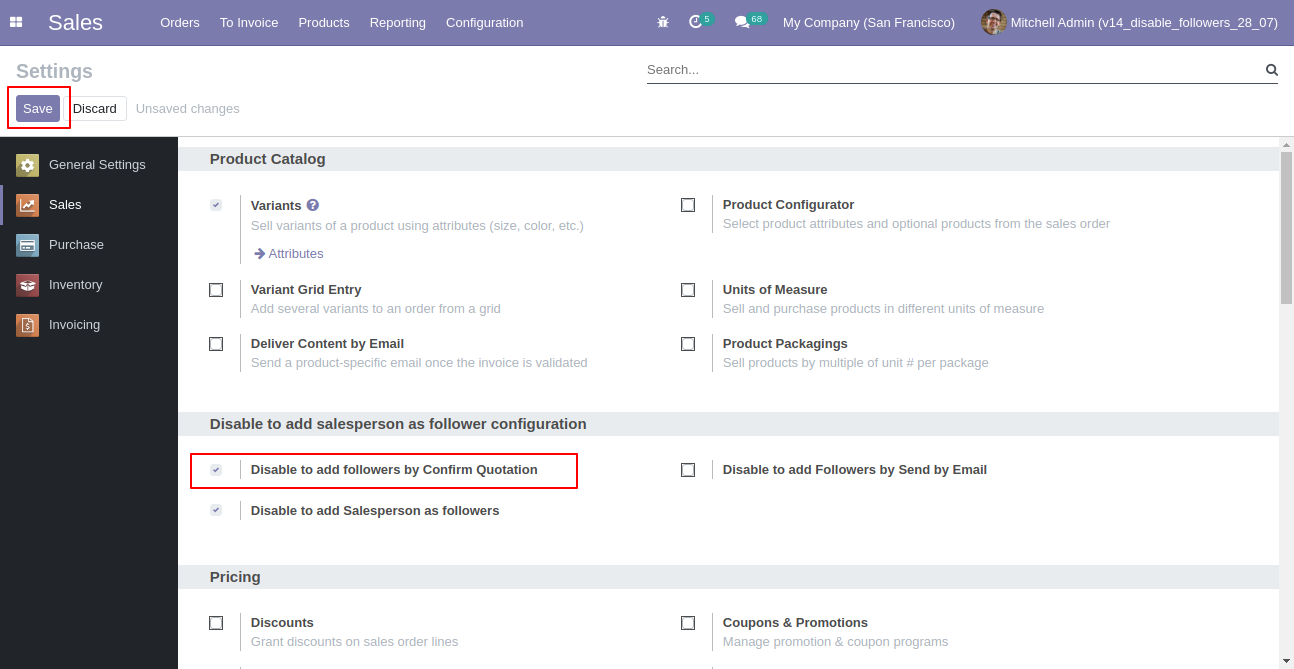 Sales Orders To Invoice Products Reporting Configuration 5 68 My Company (San Francisco) Mitchell Admin (v14_disable_followers_28_07)
Settings Search...
Save Discard Unsaved changes
General Settings
Sales
Purchase
Inventory
Invoicing
Product Catalog
Variants ?
Sell variants of a product using attributes (size, color, etc.)
Attributes
Product Configurator
Select product attributes and optional products from the sales order
Variant Grid Entry
Add several variants to an order from a grid
Units of Measure
Sell and purchase products in different units of measure
Deliver Content by Email
Send a product-specific email once the invoice is validated
Product Packagings
Sell products by multiple of unit # per package
Disable to add salesperson as follower configuration
Disable to add followers by Confirm Quotation
Disable to add Followers by Send by Email
Disable to add Salesperson as followers
Pricing
Discounts
Grant discounts on sales order lines
Coupons & Promotions
Manage promotion & coupon programs